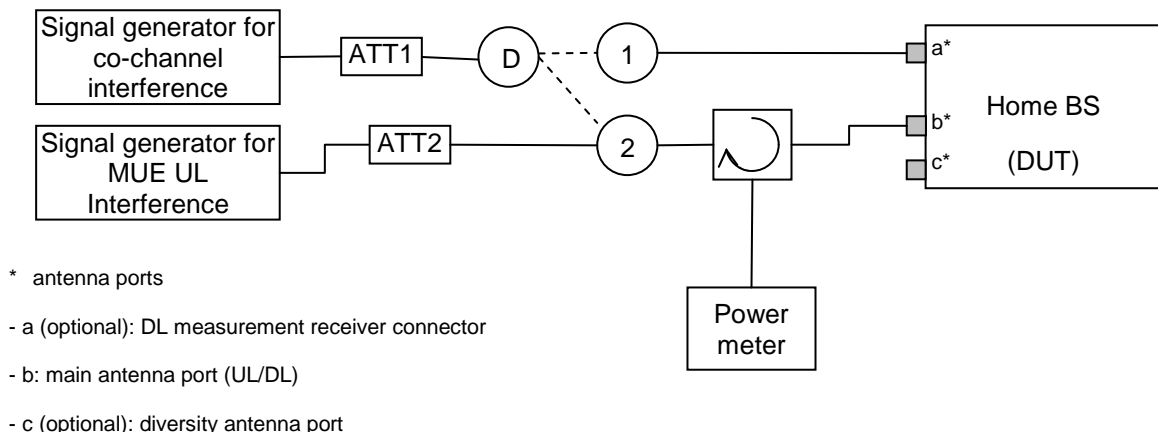 Signal generator for
co-channel
interference
ATT1
D
1
a*
Home BS
(DUT)
Signal generator for
MUE UL
Interference
ATT2
2
b*
c*
Power
meter
* antenna ports
- a (optional): DL measurement receiver connector
- b: main antenna port (UL/DL)
- c (optional): diversity antenna port